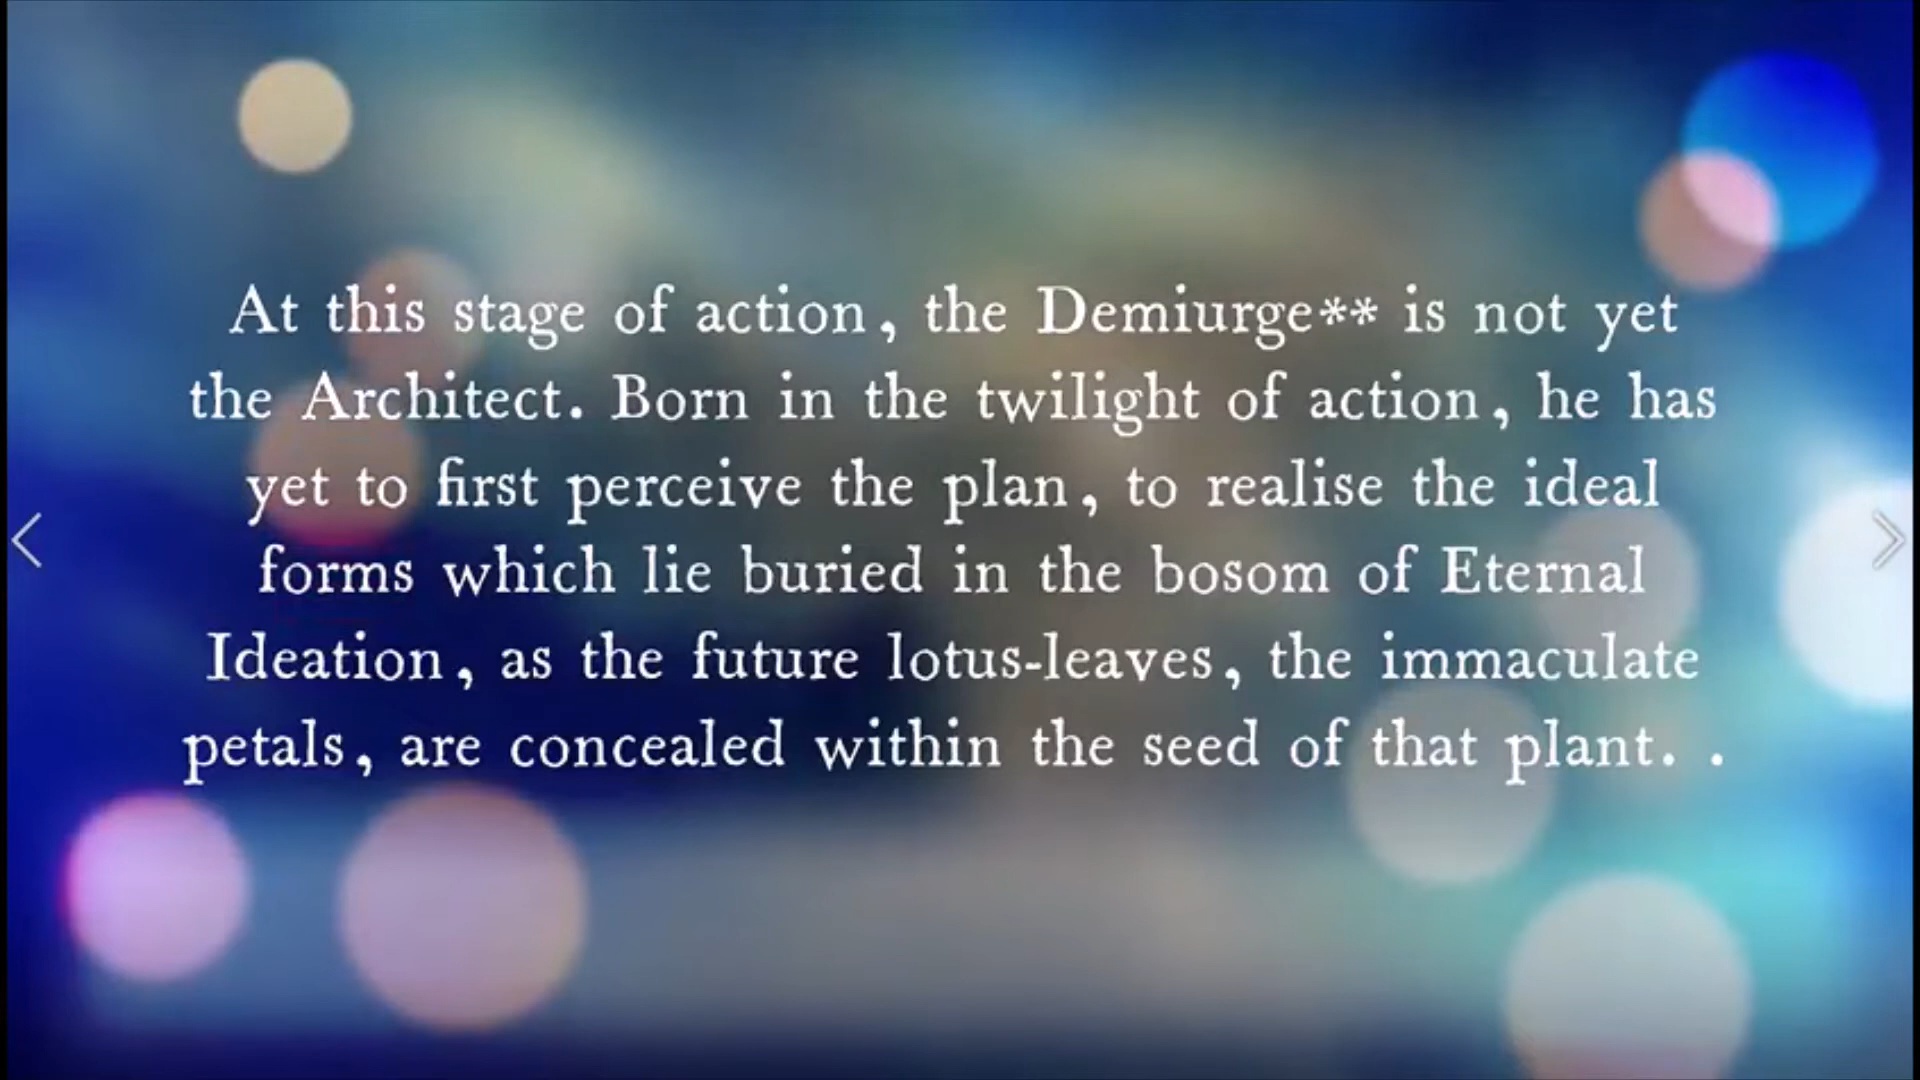 At this stage of action, the Demiurge** is not yet
the Architect. Born in the twilight of action, he has
yet to first perceive the plan, to realise the ideal
forms which lie buried in the bosom of Eternal
Ideation, as the future lotus-leaves, the immaculate
petals, are concealed within the seed of that plant. .